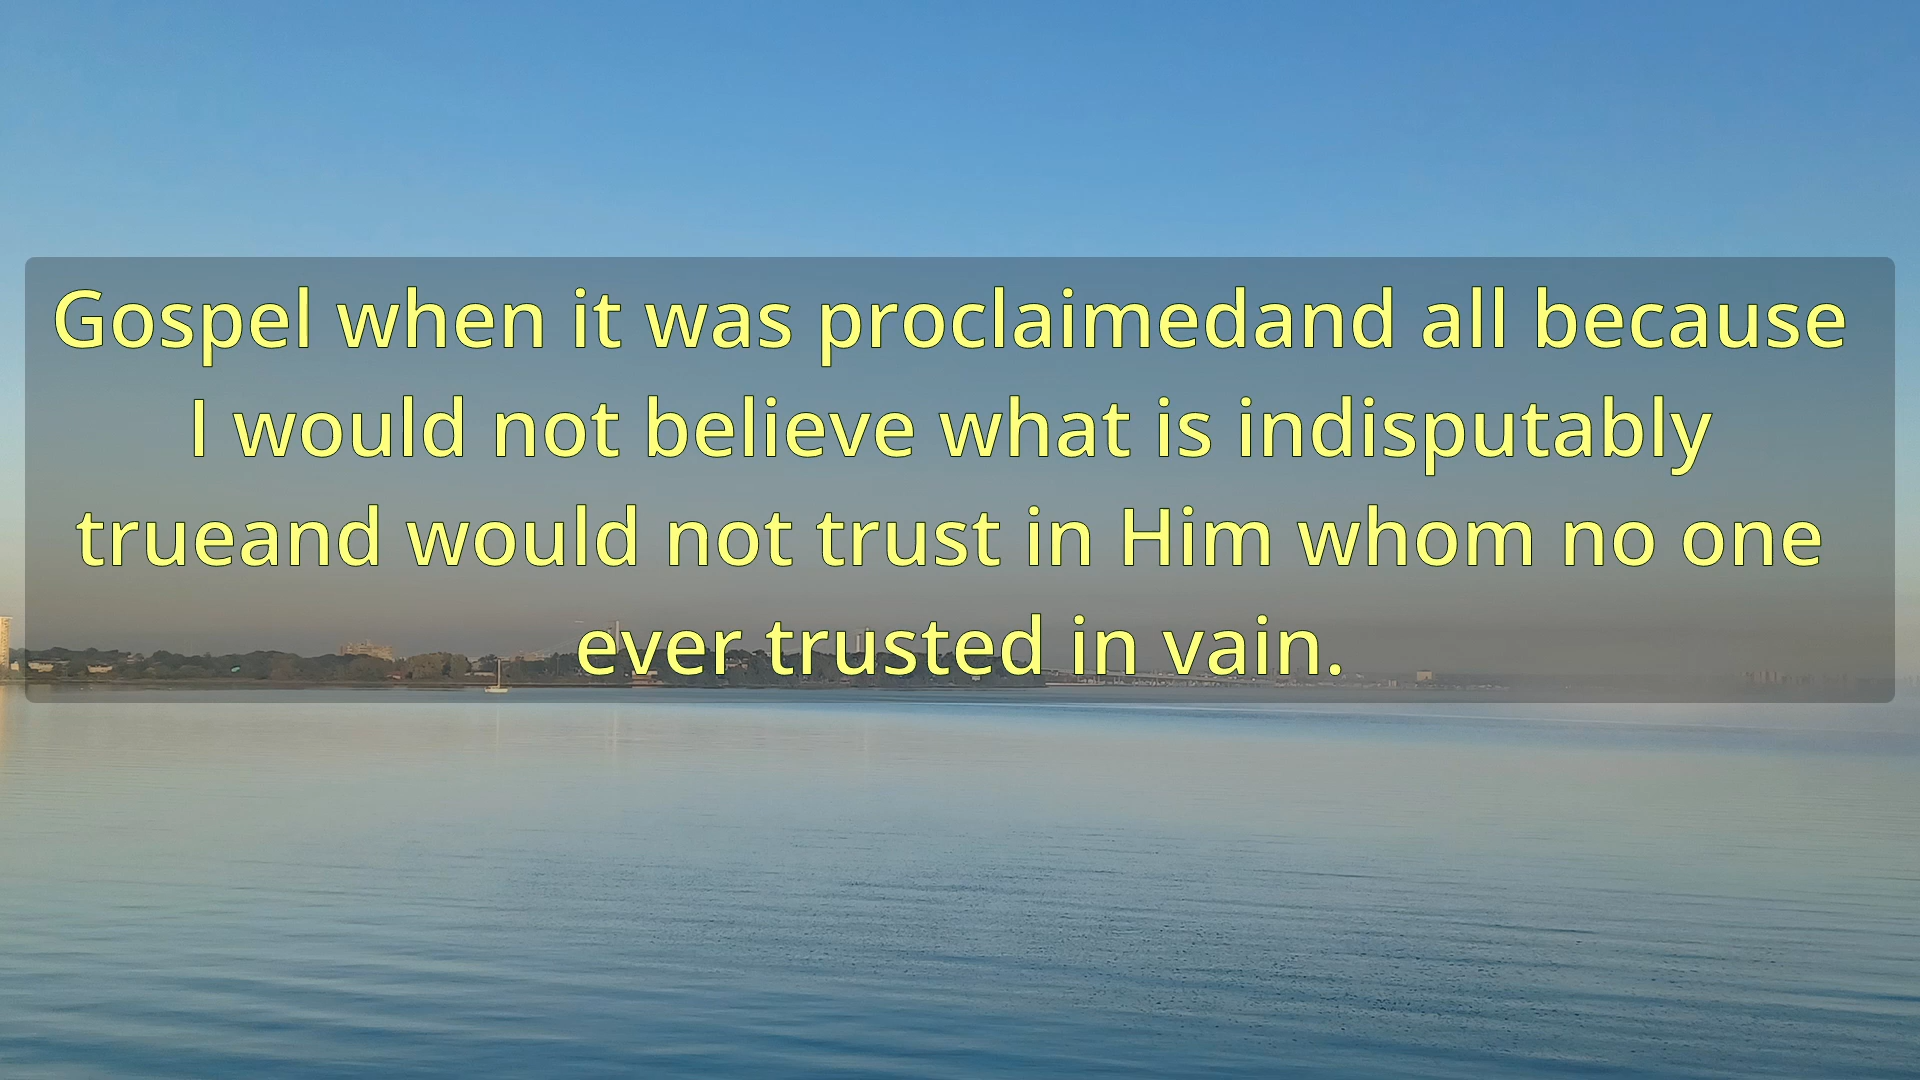 Gospel when it was proclaimedand all because
I would not believe what is indisputably
trueand would not trust in Him whom no one
ever trusted in vain.